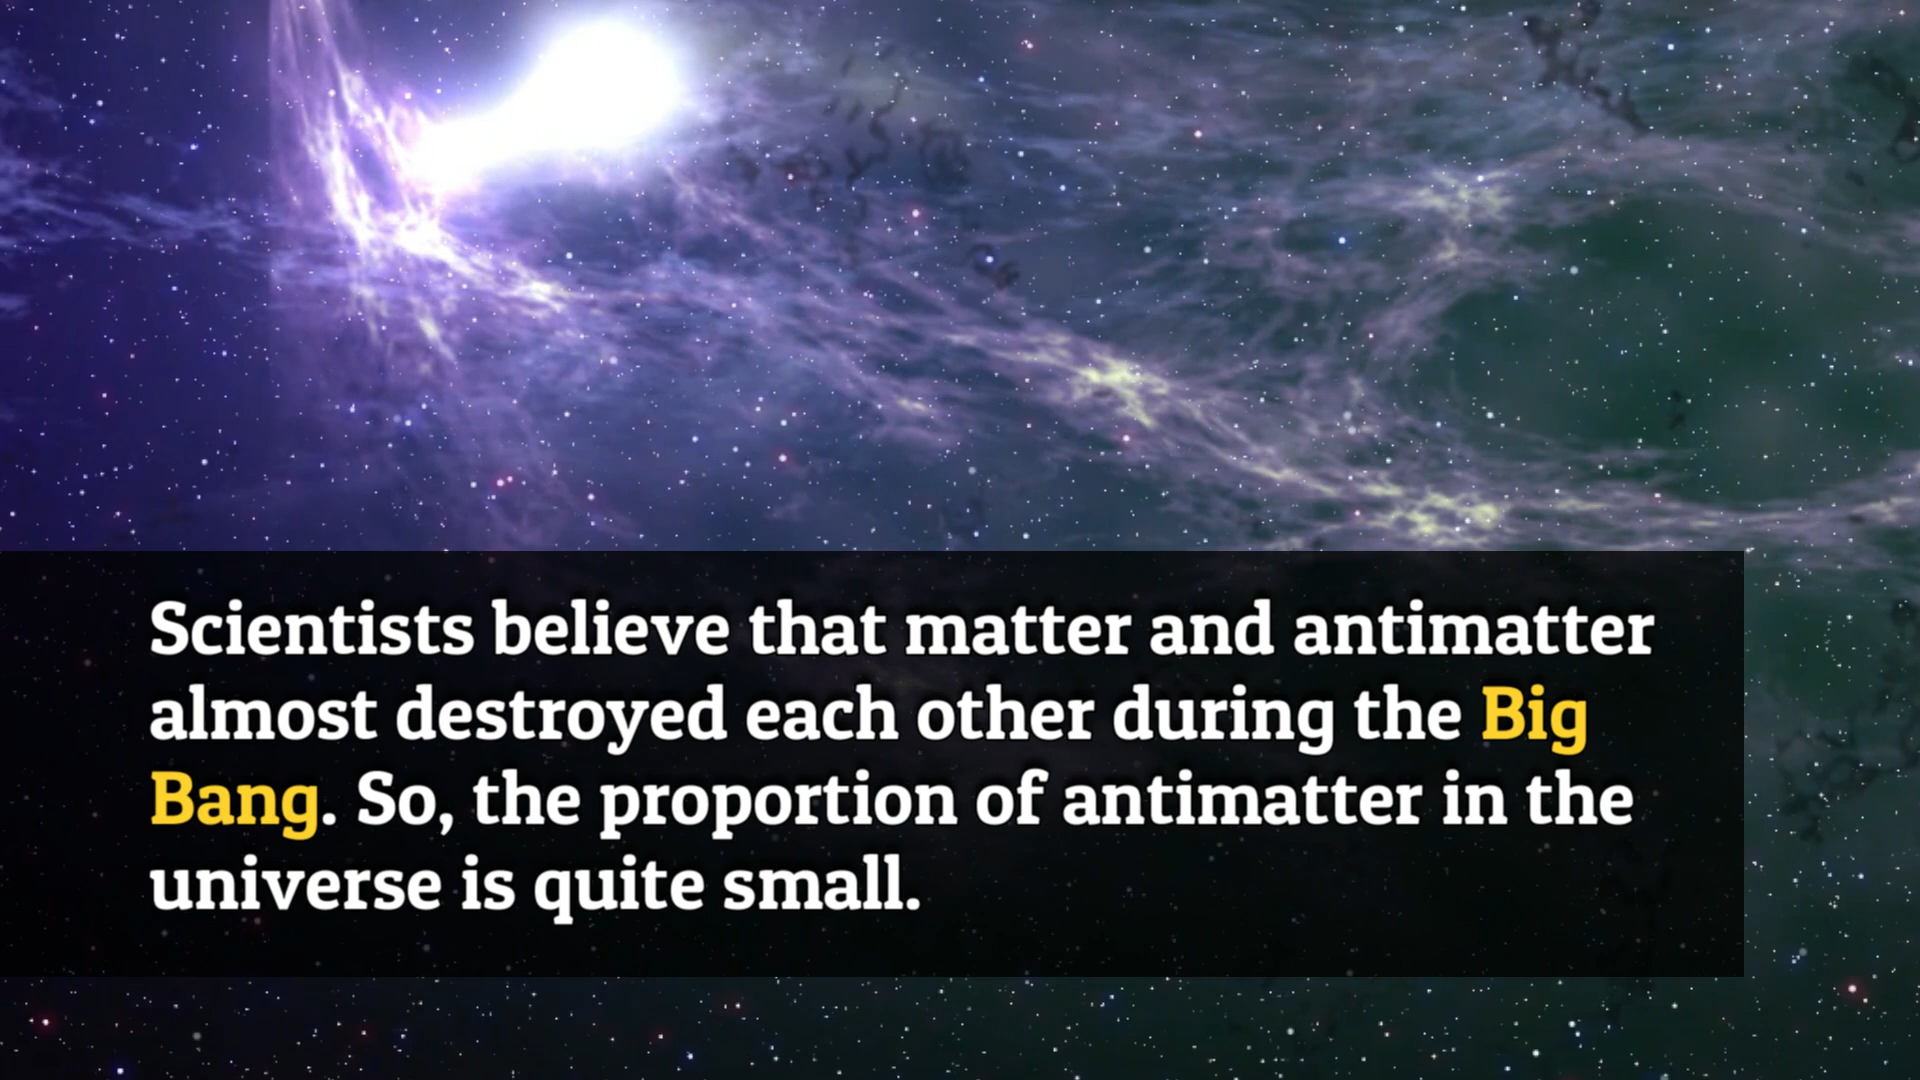 Scientists believe that matter and antimatter
almost destroyed each other during the Big
Bang. So, the proportion of antimatter in the
universe is quite small.